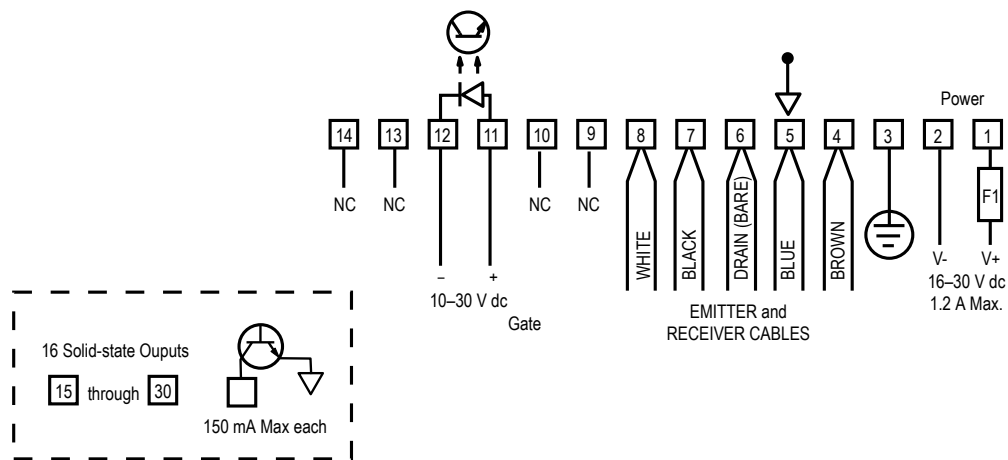 Power
14 13 12 11 10 9 8 7 6 5 4 3 2 1
F1
NC NC NC NC
WHITE
BLACK
DRAIN (BARE)
BLUE
BROWN
– +
10–30 V dc
Gate
EMITTER and
RECEIVER CABLES
V- V+
16–30 V dc
1.2 A Max.
16 Solid-state Ouputs
15 through 30
150 mA Max each